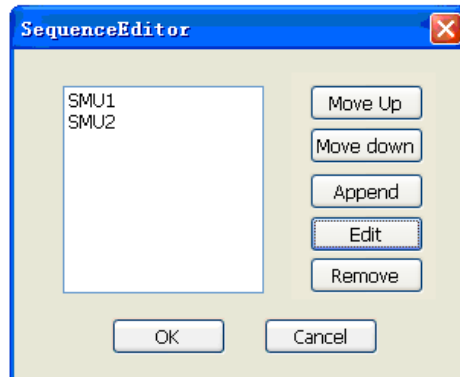 SequenceEditor
SMU1
SMU2
Move Up
Move down
Append
Edit
Remove
OK
Cancel